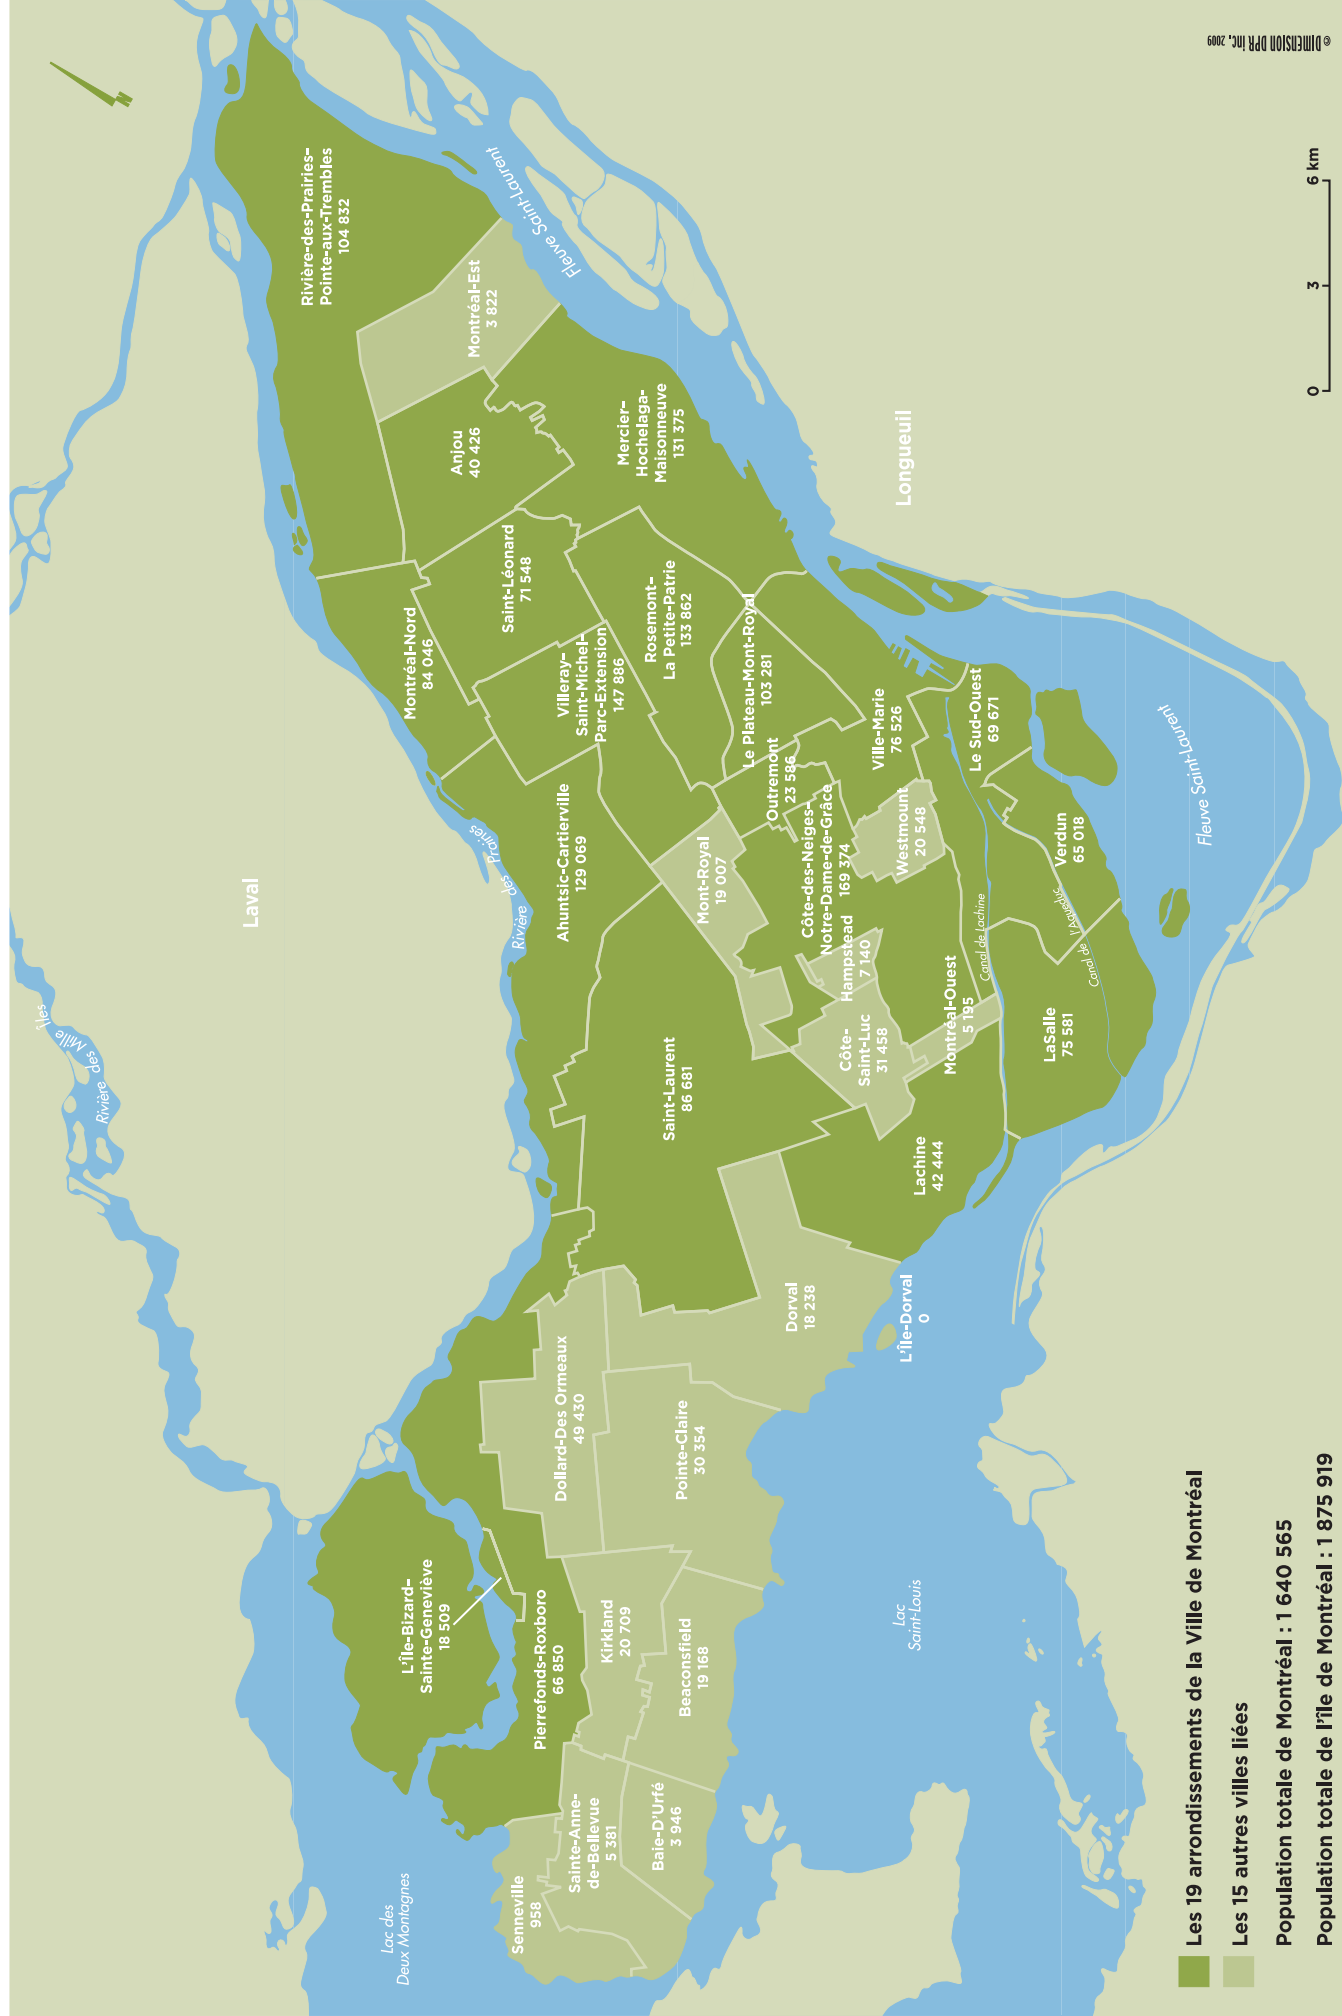 Lac des
Deux Montagnes
Senneville
958
Sainte-Anne-
de-Bellevue
5 381
Baie-D'Urfé
3 946
L'Île-Bizard–
Sainte-Geneviève
18 509
Pierrefonds-Roxboro
66 850
Kirkland
20 709
Beaconsfield
19 168
Dollard-Des Ormeaux
49 430
Pointe-Claire
30 354
Dorval
18 238
L'Île-Dorval
0
Lac
Saint-Louis
Rivière des Mille Îles
Laval
Rivière des Prairies
Saint-Laurent
86 681
Lachine
42 444
LaSalle
75 581
Montréal-Ouest
5 195
Côte-
Saint-Luc
31 458
Hampstead
7 140
Côte-des-Neiges–
Notre-Dame-de-Grâce
169 374
Mont-Royal
19 007
Ahuntsic-Cartierville
129 069
Westmount
20 548
Outremont
23 586
Canal de Lachine
Canal de l'Aqueduc
Verdun
65 018
Le Sud-Ouest
69 671
Ville-Marie
76 526
Le Plateau-Mont-Royal
103 281
Villeray–
Saint-Michel–
Parc-Extension
147 886
Rosemont–
La Petite-Patrie
133 862
Montréal-Nord
84 046
Saint-Léonard
71 548
Anjou
40 426
Mercier–
Hochelaga-
Maisonneuve
131 375
Montréal-Est
3 822
Rivière-des-Prairies–
Pointe-aux-Trembles
104 832
Fleuve Saint-Laurent
Fleuve Saint-Laurent
Longueuil
N
0 3 6 km
Les 19 arrondissements de la Ville de Montréal
Les 15 autres villes liées
Population totale de Montréal : 1 640 565
Population totale de l'île de Montréal : 1 875 919
© DIMENSION DPR inc. 2009